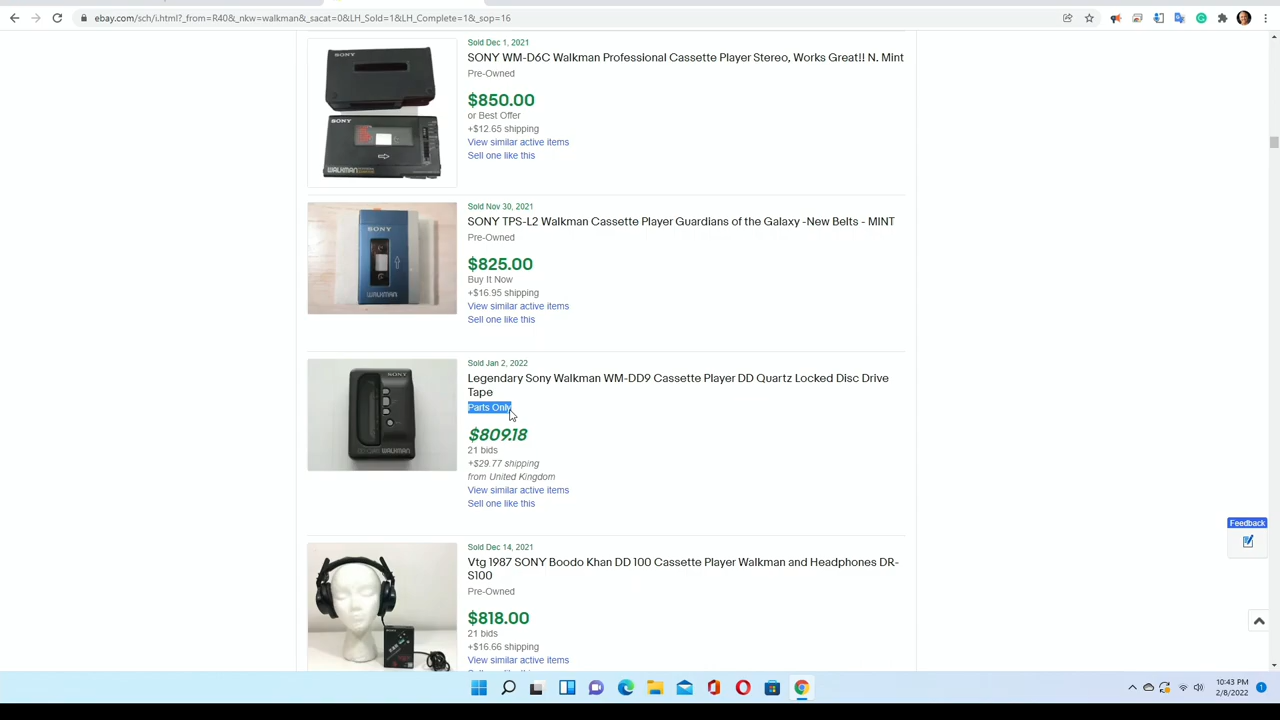 ebay.com/sch/i.html?_from=R40&_nkw=walkman&_sacat=0&LH_Sold=1&LH_Complete=1&_sop=16
Sold Dec 1, 2021
SONY WM-D6C Walkman Professional Cassette Player Stereo, Works Great!! N. Mint
Pre-Owned
$850.00
or Best Offer
+$12.65 shipping
View similar active items
Sell one like this
SONY
SONY
WALKMAN
Sold Nov 30, 2021
SONY TPS-L2 Walkman Cassette Player Guardians of the Galaxy -New Belts - MINT
Pre-Owned
$825.00
Buy It Now
+$16.95 shipping
View similar active items
Sell one like this
SONY
WALKMAN
Sold Jan 2, 2022
Legendary Sony Walkman WM-DD9 Cassette Player DD Quartz Locked Disc Drive
Tape
Parts Only
$809.18
21 bids
+$29.77 shipping
from United Kingdom
View similar active items
Sell one like this
SONY
WALKMAN
Sold Dec 14, 2021
Vtg 1987 SONY Boodo Khan DD 100 Cassette Player Walkman and Headphones DR-
S100
Pre-Owned
$818.00
21 bids
+$16.66 shipping
View similar active items
Feedback
10:43 PM
2/8/2022
1